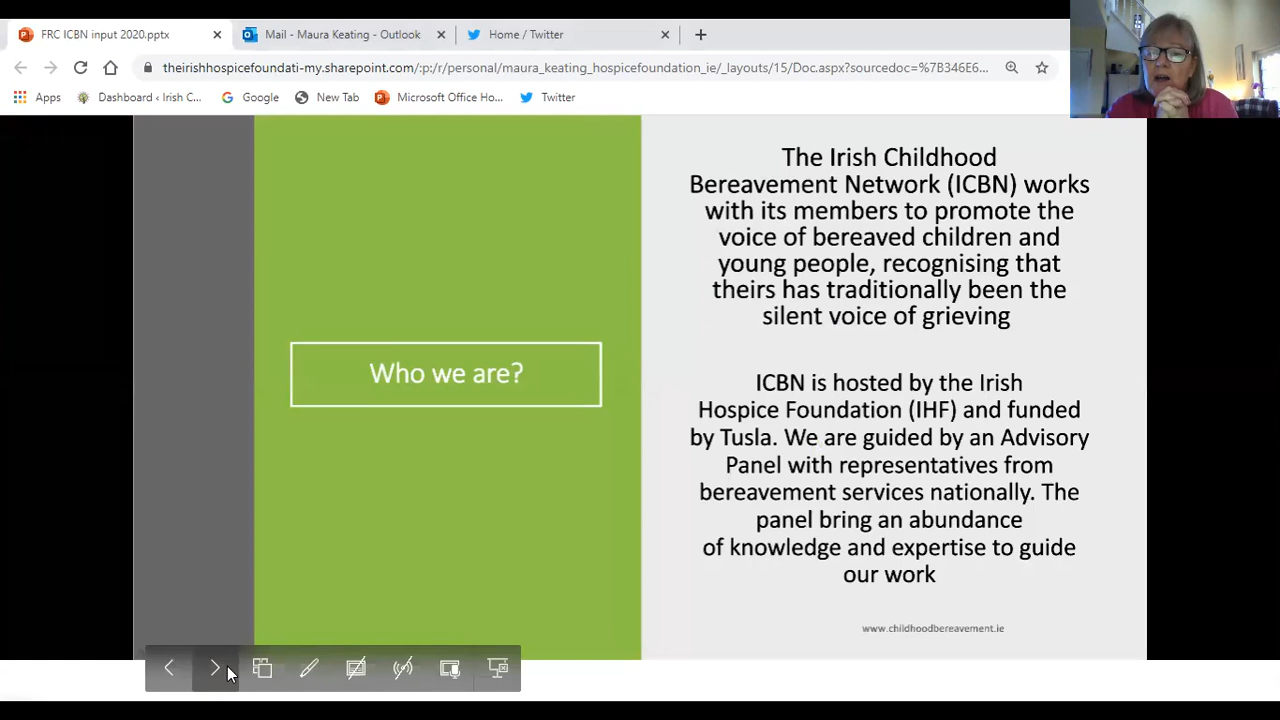 FRC ICBN input 2020.pptx
Mail - Maura Keating - Outlook
Home / Twitter
theirishhospicefoundati-my.sharepoint.com/:p:/r/personal/maura_keating_hospicefoundation_ie/_layouts/15/Doc.aspx?sourcedoc=%7B346E6...
Apps
Dashboard ‹ Irish C...
Google
New Tab
Microsoft Office Ho...
Twitter
Who we are?
The Irish Childhood
Bereavement Network (ICBN) works
with its members to promote the
voice of bereaved children and
young people, recognising that
theirs has traditionally been the
silent voice of grieving
ICBN is hosted by the Irish
Hospice Foundation (IHF) and funded
by Tusla. We are guided by an Advisory
Panel with representatives from
bereavement services nationally. The
panel bring an abundance
of knowledge and expertise to guide
our work
www.childhoodbereavement.ie